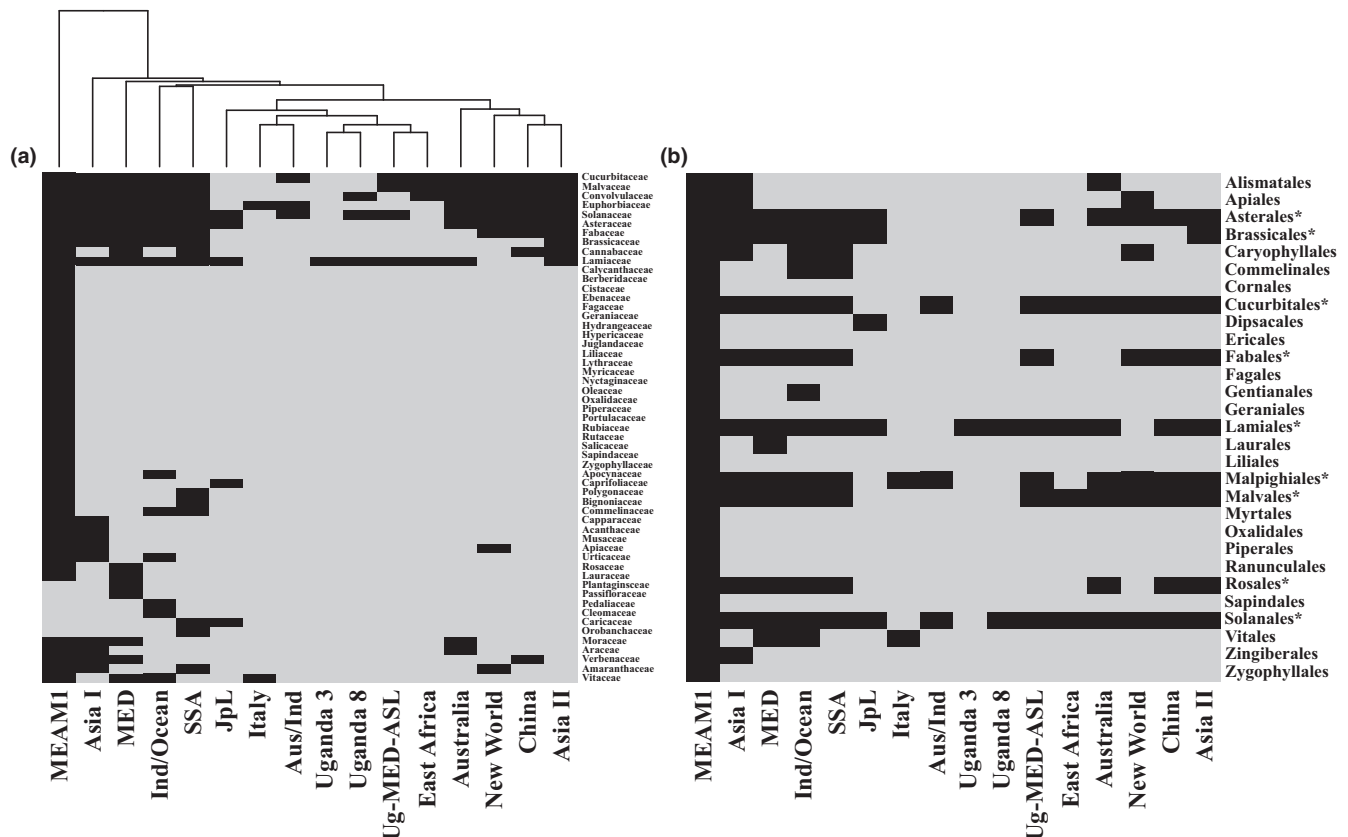 (a)
Cucurbitaceae
Malvaceae
Convolvulaceae
Euphorbiaceae
Solanaceae
Asteraceae
Fabaceae
Brassicaceae
Cannabaceae
Lamiaceae
Calycanthaceae
Berberidaceae
Cistaceae
Ebenaceae
Fagaceae
Geraniaceae
Hydrangeaceae
Hypericaceae
Juglandaceae
Liliaceae
Lythraceae
Myricaceae
Nyctaginaceae
Oleaceae
Oxalidaceae
Piperaceae
Portulacaceae
Rubiaceae
Rutaceae
Salicaceae
Sapindaceae
Zygophyllaceae
Apocynaceae
Caprifoliaceae
Polygonaceae
Bignoniaceae
Commelinaceae
Capparaceae
Acanthaceae
Musaceae
Apiaceae
Urticaceae
Rosaceae
Lauraceae
Plantaginsceae
Passifloraceae
Pedaliaceae
Cleomaceae
Caricaceae
Orobanchaceae
Moraceae
Araceae
Verbenaceae
Amaranthaceae
Vitaceae
MEAM1
Asia I
MED
Ind/Ocean
SSA
JpL
Italy
Aus/Ind
Uganda 3
Uganda 8
Ug-MED-ASL
East Africa
Australia
New World
China
Asia II
(b)
Alismatales
Apiales
Asterales*
Brassicales*
Caryophyllales
Commelinales
Cornales
Cucurbitales*
Dipsacales
Ericales
Fabales*
Fagales
Gentianales
Geraniales
Lamiales*
Laurales
Liliales
Malpighiales*
Malvales*
Myrtales
Oxalidales
Piperales
Ranunculales
Rosales*
Sapindales
Solanales*
Vitales
Zingiberales
Zygophyllales
MEAM1
Asia I
MED
Ind/Ocean
SSA
JpL
Italy
Aus/Ind
Uganda 3
Uganda 8
Ug-MED-ASL
East Africa
Australia
New World
China
Asia II